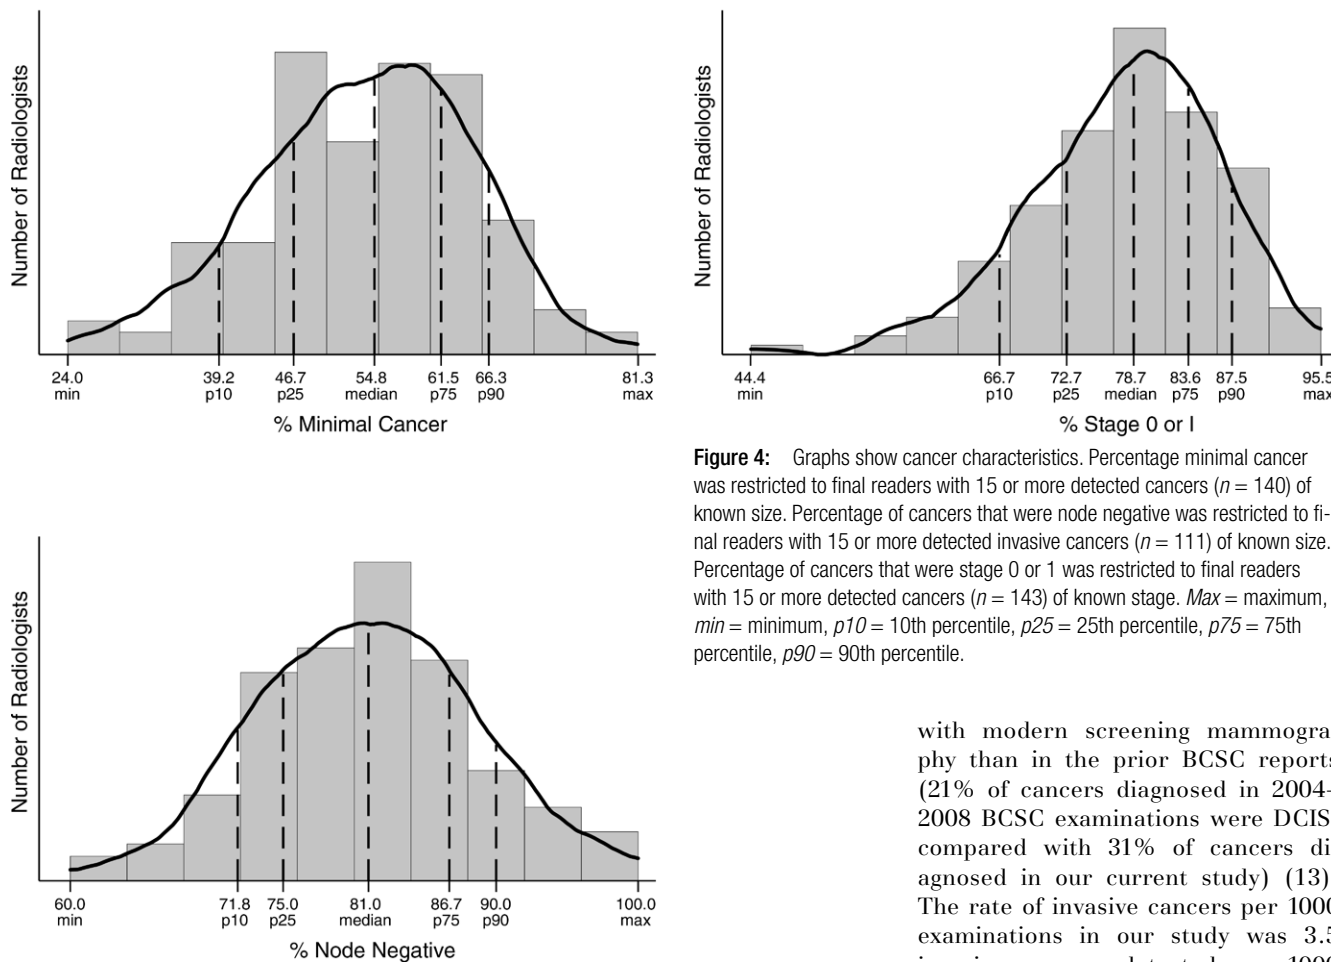 Number of Radiologists
24.0 39.2 46.7 54.8 61.5 66.3 81.3
min p10 p25 median p75 p90 max
% Minimal Cancer
Number of Radiologists
44.4 66.7 72.7 78.7 83.6 87.5 95.5
min p10 p25 median p75 p90 max
% Stage 0 or I
Figure 4: Graphs show cancer characteristics. Percentage minimal cancer
was restricted to final readers with 15 or more detected cancers (n = 140) of
known size. Percentage of cancers that were node negative was restricted to fi-
nal readers with 15 or more detected invasive cancers (n = 111) of known size.
Percentage of cancers that were stage 0 or 1 was restricted to final readers
with 15 or more detected cancers (n = 143) of known stage. Max = maximum,
min = minimum, p10 = 10th percentile, p25 = 25th percentile, p75 = 75th
percentile, p90 = 90th percentile.
Number of Radiologists
60.0 71.8 75.0 81.0 86.7 90.0 100.0
min p10 p25 median p75 p90 max
% Node Negative
with modern screening mammogra-
phy than in the prior BCSC reports
(21% of cancers diagnosed in 2004–
2008 BCSC examinations were DCIS
compared with 31% of cancers di-
agnosed in our current study) (13)
The rate of invasive cancers per 1000
examinations in our study was 3.5